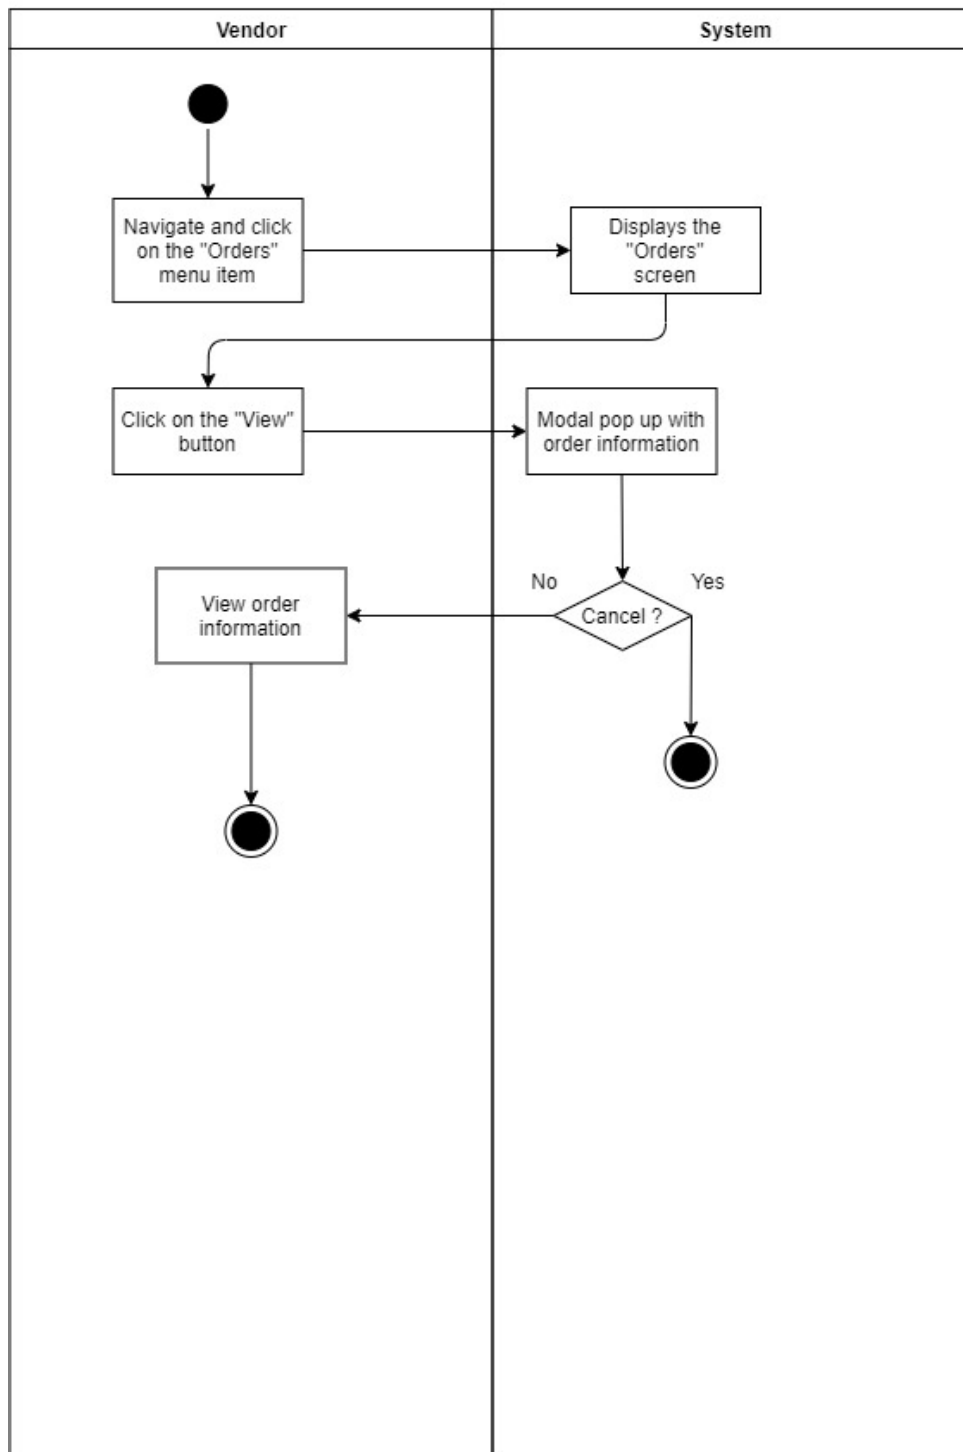 Vendor
System
Navigate and click
on the "Orders"
menu item
Displays the
"Orders"
screen
Click on the "View"
button
Modal pop up with
order information
No
Yes
Cancel ?
View order
information